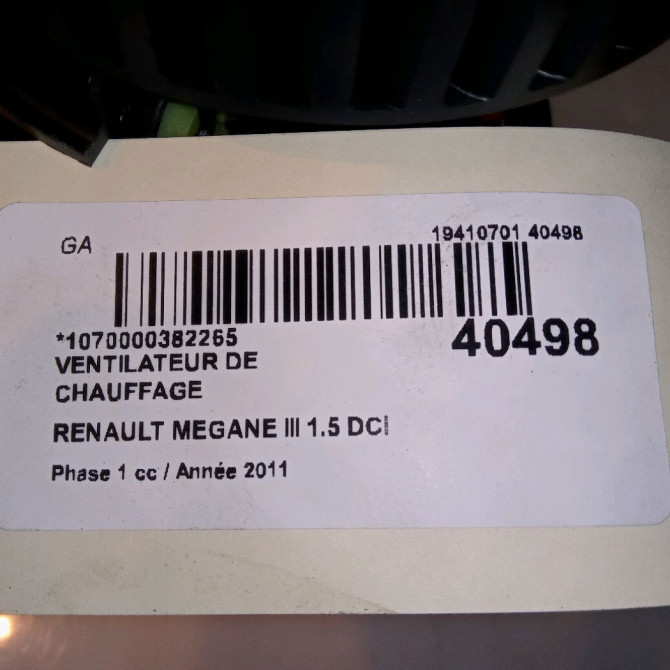 GA
19410701 40498
*1070000382265
40498
VENTILATEUR DE
CHAUFFAGE
RENAULT MEGANE III 1.5 DCI
Phase 1 cc / Année 2011